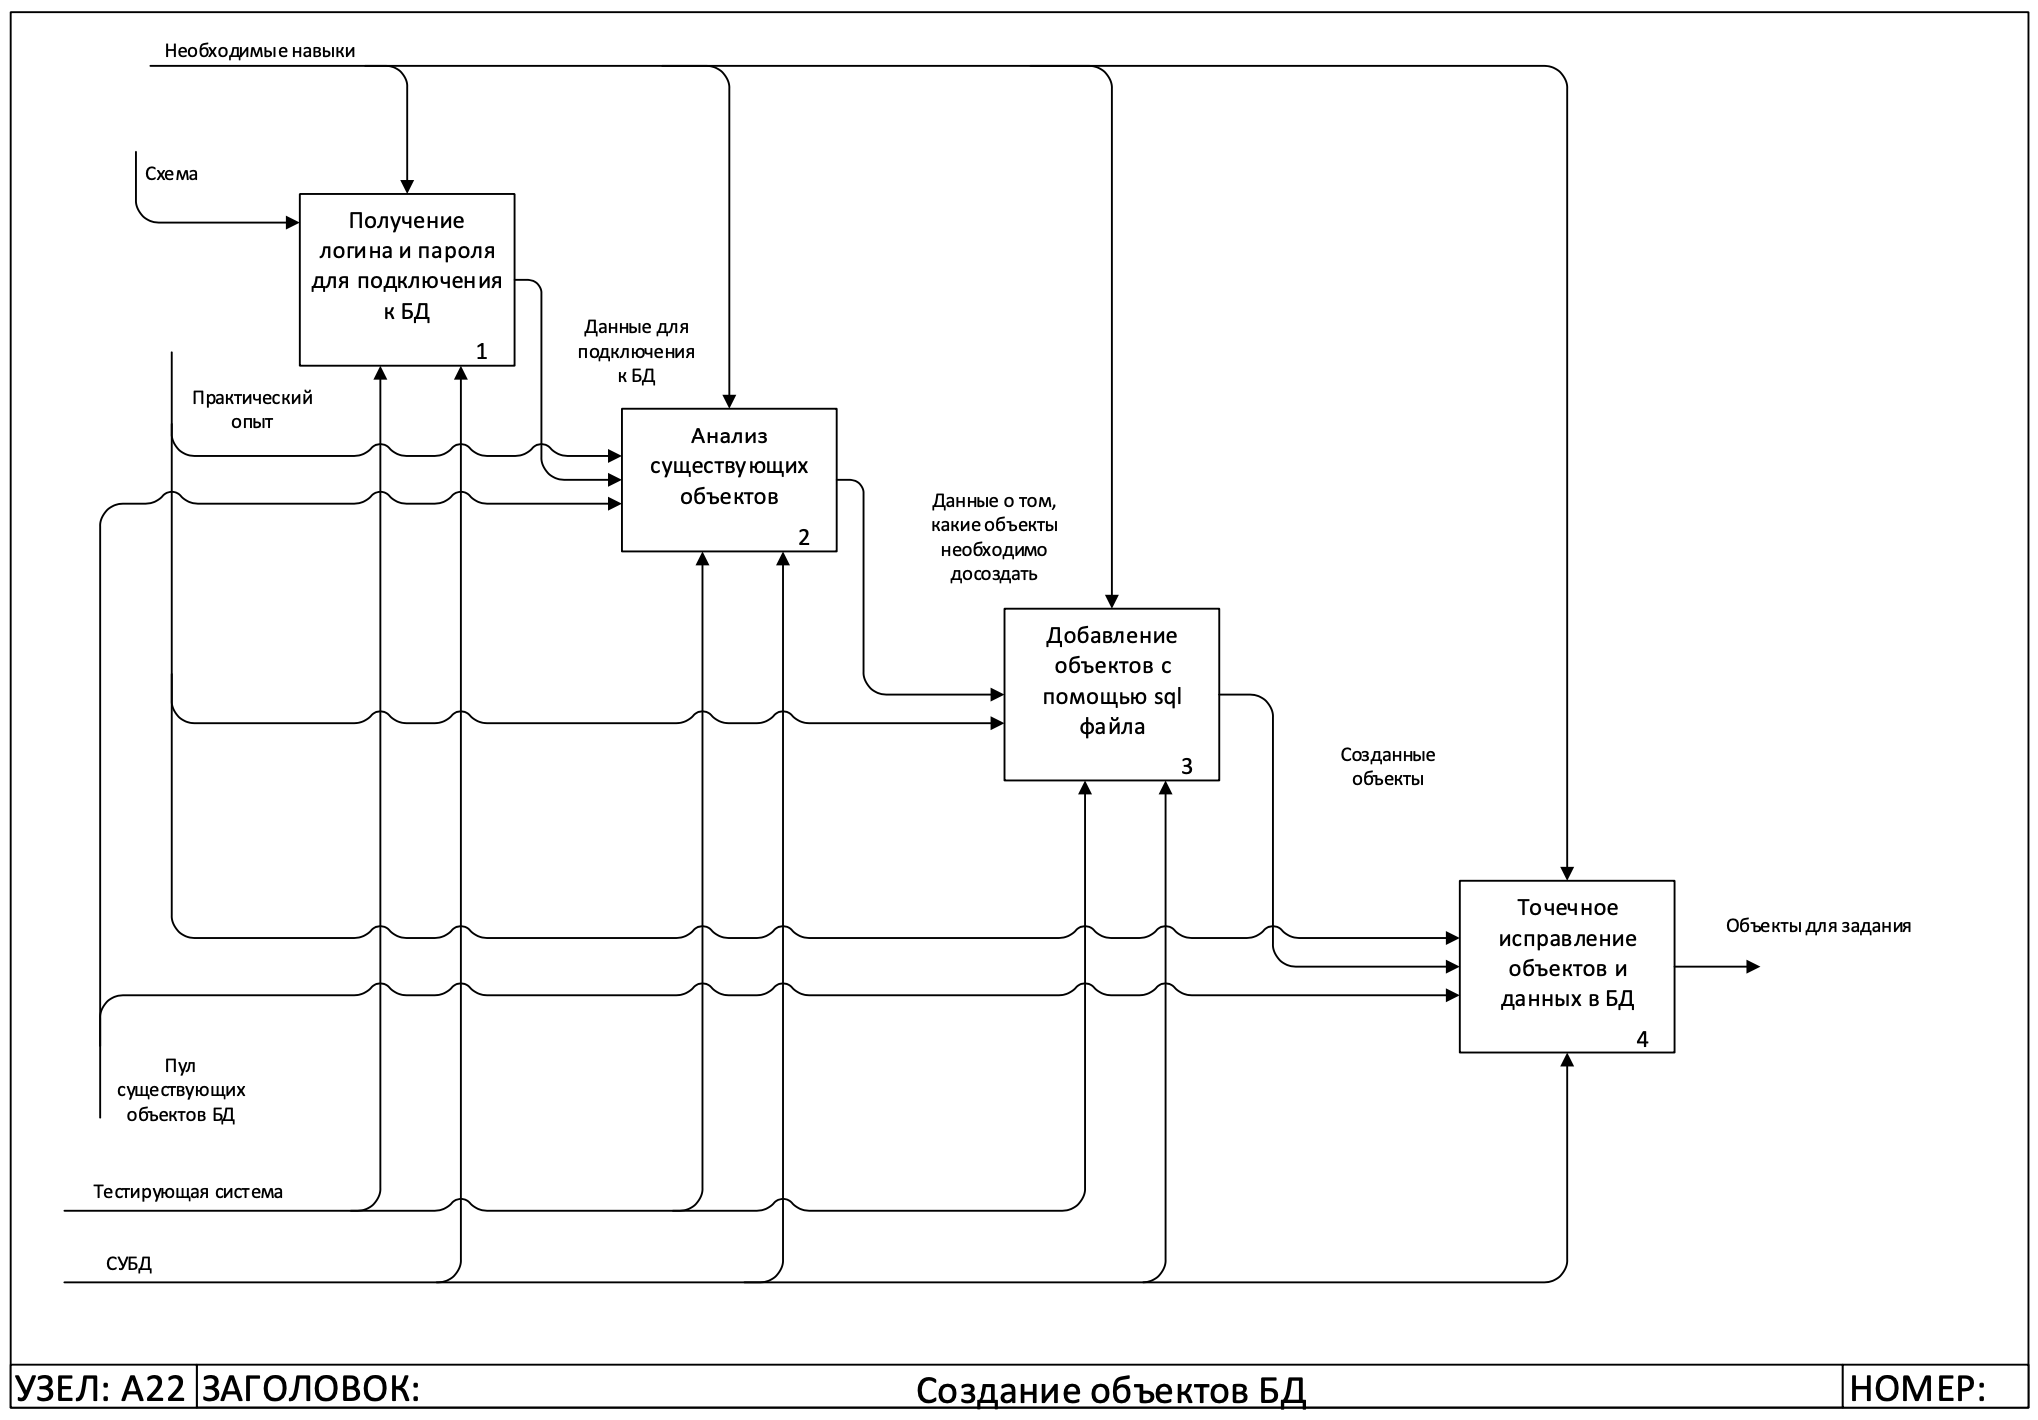 Необходимые навыки
Схема
Получение
логина и пароля
для подключения
к БД
1
Данные для
подключения
к БД
Практический
опыт
Анализ
существующих
объектов
2
Данные о том,
какие объекты
необходимо
досоздать
Добавление
объектов с
помощью sql
файла
3
Созданные
объекты
Точечное
исправление
объектов и
данных в БД
4
Объекты для задания
Пул
существующих
объектов БД
Тестирующая система
СУБД
УЗЕЛ: А22
ЗАГОЛОВОК:
Создание объектов БД
НОМЕР: